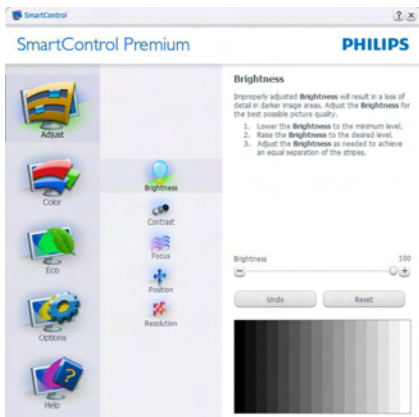 SmartControl
SmartControl Premium
PHILIPS
Adjust
Color
Eco
Options
Help
Brightness
Contrast
Focus
Position
Resolution
Brightness
Improperly adjusted Brightness will result in a loss of
detail in darker image areas. Adjust the Brightness for
the best possible picture quality.
1. Lower the Brightness to the minimum level.
2. Raise the Brightness to the desired level.
3. Adjust the Brightness as needed to achieve
an equal separation of the stripes.
Brightness 100
Undo Reset